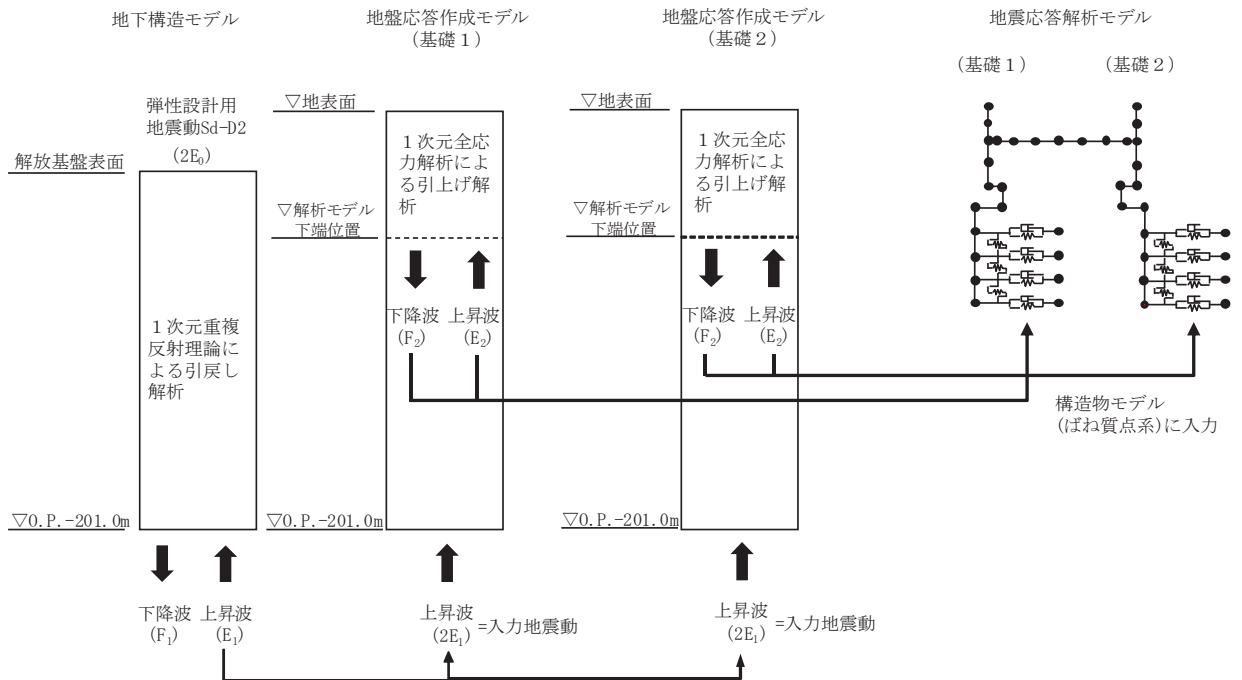 地下構造モデル
地盤応答作成モデル
(基礎1)
地盤応答作成モデル
(基礎2)
地震応答解析モデル
(基礎1)
(基礎2)
弾性設計用
地震動Sd-D2
(2E₀)
解放基盤表面
1次元重複
反射理論に
よる引戻し
解析
▽O.P.-201.0m
下降波
(F₁)
上昇波
(E₁)
▽地表面
1次元全応
力解析によ
る引上げ解
析
▽解析モデル
下端位置
下降波
(F₂)
上昇波
(E₂)
▽O.P.-201.0m
上昇波
(2E₁)
=入力地震動
▽地表面
1次元全応
力解析によ
る引上げ解
析
▽解析モデル
下端位置
下降波
(F₂)
上昇波
(E₂)
▽O.P.-201.0m
上昇波
(2E₁)
=入力地震動
構造物モデル
(ばね質点系)に入力